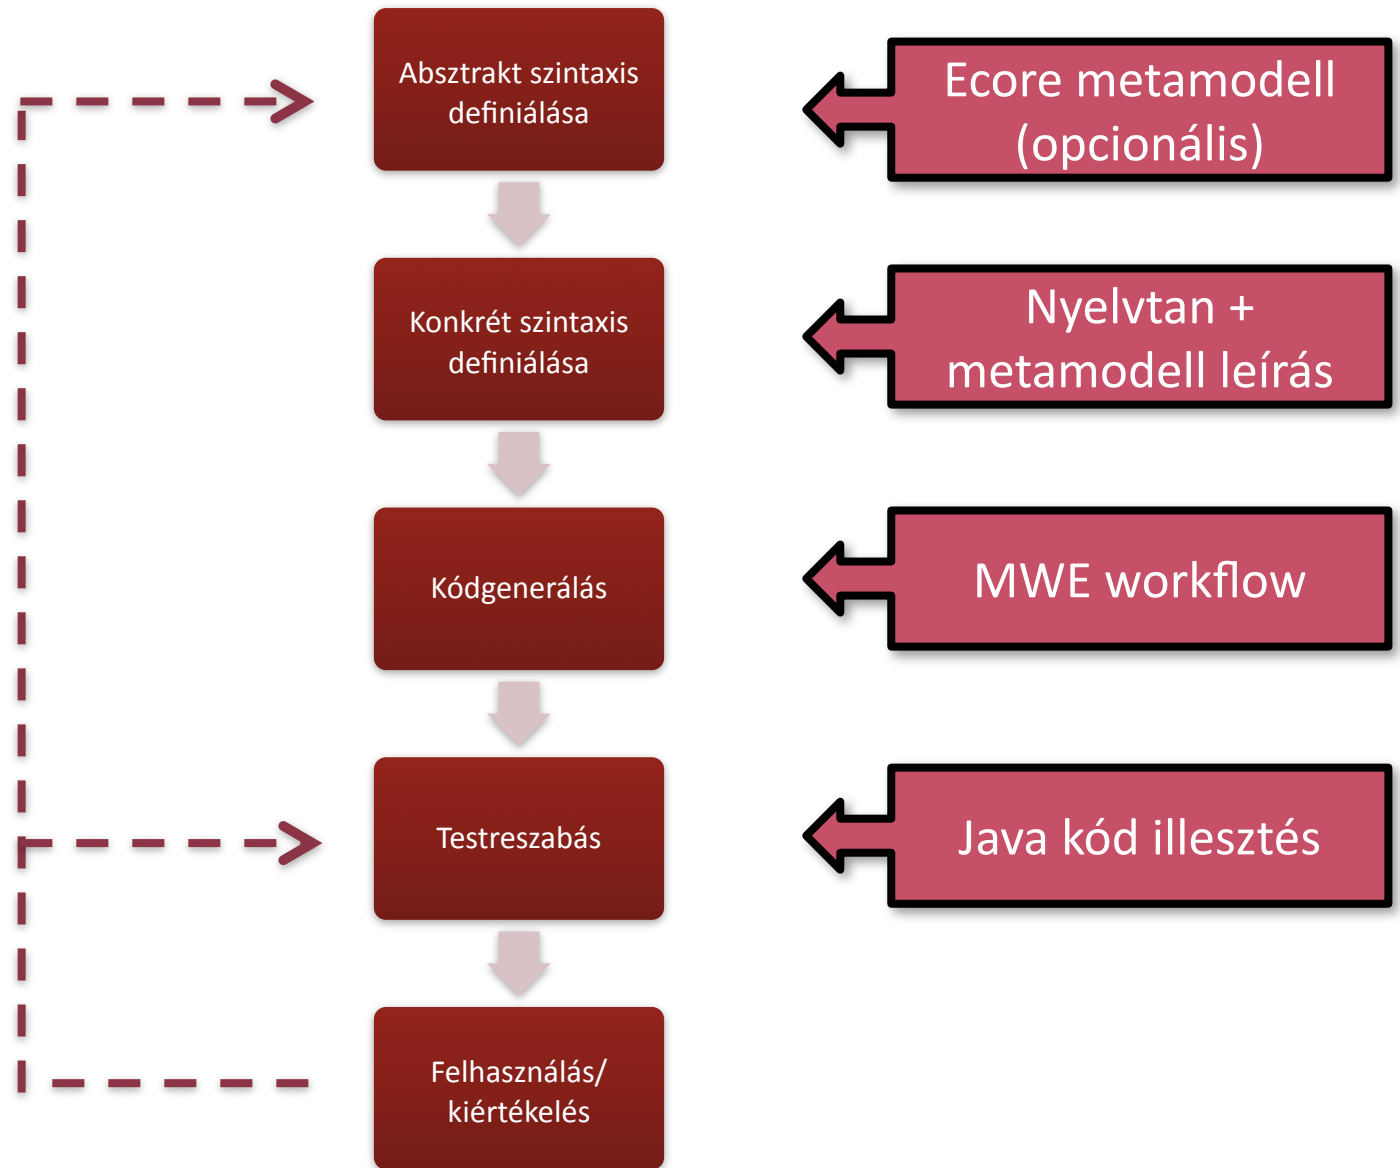 Absztrakt szintaxis
definiálása
Ecore metamodell
(opcionális)
Konkrét szintaxis
definiálása
Nyelvtan +
metamodell leírás
Kódgenerálás
MWE workflow
Testreszabás
Java kód illesztés
Felhasználás/
kiértékelés